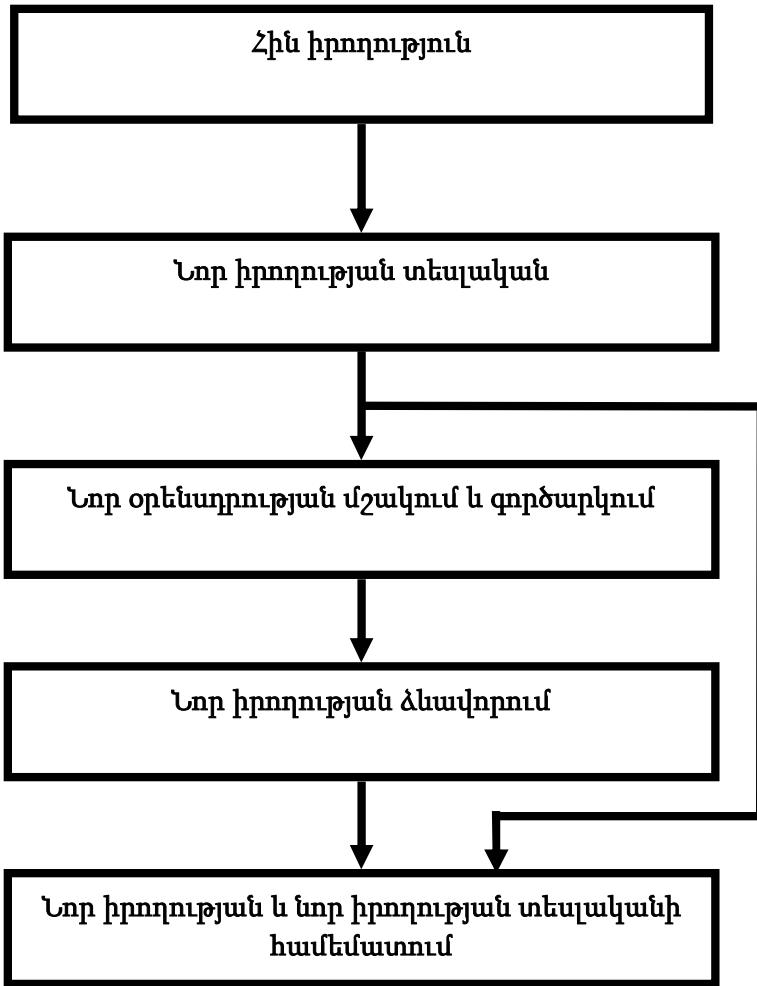 Հին իրողություն
Նոր իրողության տեսլական
Նոր օրենսդրության մշակում և գործարկում
Նոր իրողության ձևավորում
Նոր իրողության և նոր իրողության տեսլականի
համեմատում